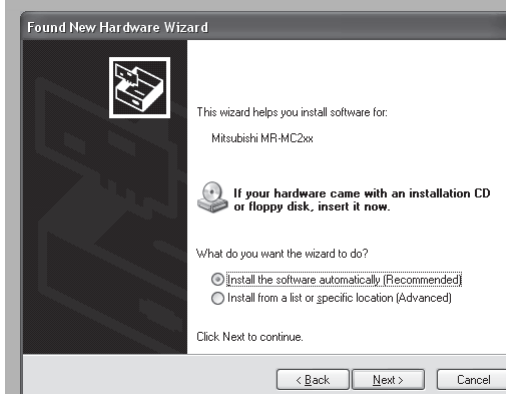 Found New Hardware Wizard
This wizard helps you install software for:
Mitsubishi MR-MC2xx
If your hardware came with an installation CD
or floppy disk, insert it now.
What do you want the wizard to do?
Install the software automatically (Recommended)
Install from a list or specific location (Advanced)
Click Next to continue.
< Back Next > Cancel